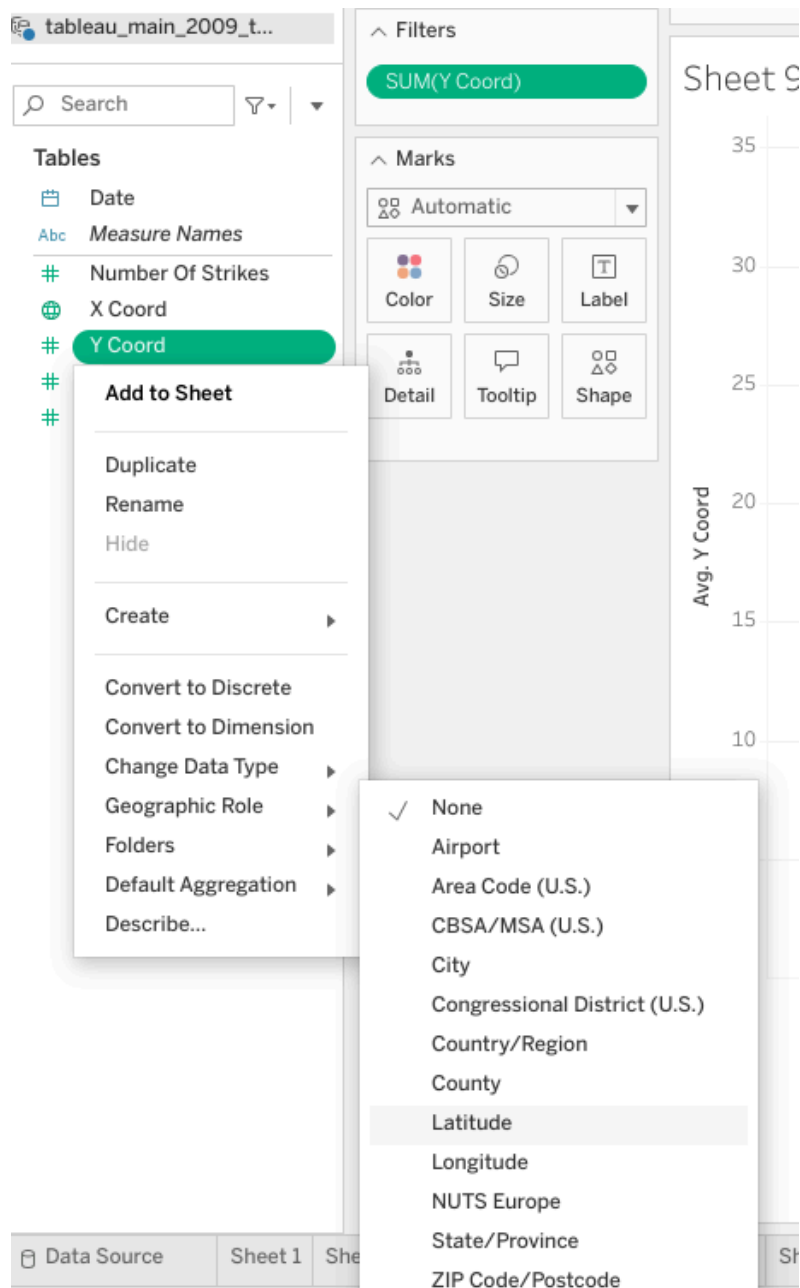 tableau_main_2009_t...
Search
Tables
Date
Abc Measure Names
Number Of Strikes
X Coord
Y Coord
Add to Sheet
Duplicate
Rename
Hide
Create
Convert to Discrete
Convert to Dimension
Change Data Type
Geographic Role
Folders
Default Aggregation
Describe...
None
Airport
Area Code (U.S.)
CBSA/MSA (U.S.)
City
Congressional District (U.S.)
Country/Region
County
Latitude
Longitude
NUTS Europe
State/Province
ZIP Code/Postcode
Filters
SUM(Y Coord)
Marks
Automatic
Color Size Label
Detail Tooltip Shape
Sheet 9
35
30
25
20
15
10
Avg. Y Coord
Data Source Sheet 1 She
Sh